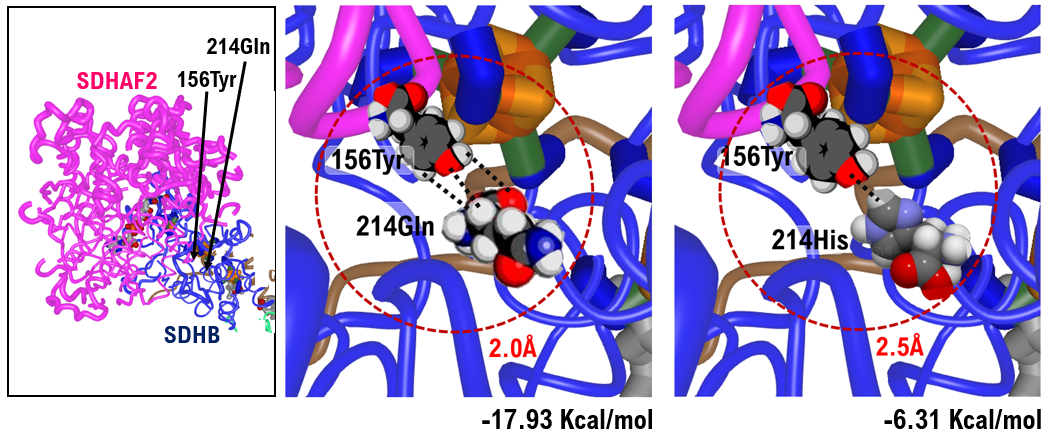 214Gln
156Tyr
SDHAF2
SDHB
156Tyr
214Gln
2.0Å
-17.93 Kcal/mol
156Tyr
214His
2.5Å
-6.31 Kcal/mol